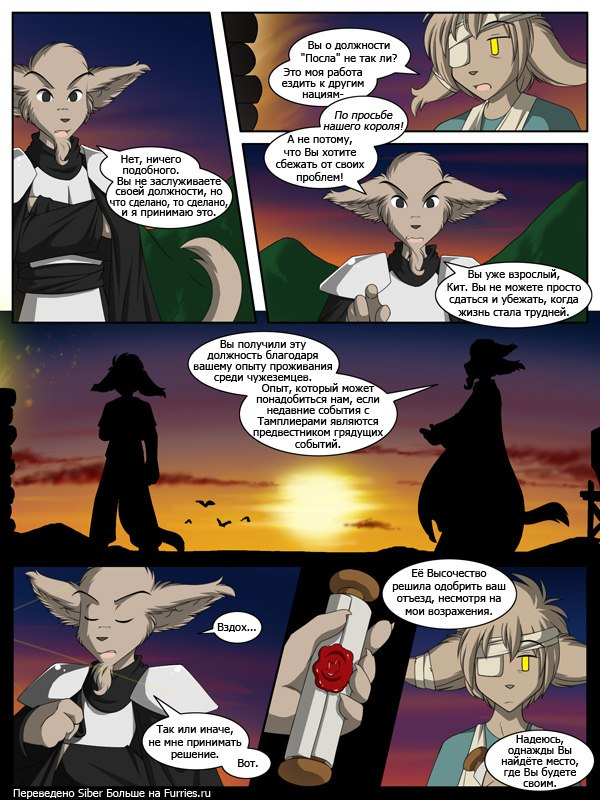 Нет, ничего
подобного.
Вы не заслуживаете
своей должности, но
что сделано, то сделано,
и я принимаю это.
Вы о должности
"Посла" не так ли?
Это моя работа
ездить к другим
нациям-
По просьбе
нашего короля!
А не потому,
что Вы хотите
сбежать от своих
проблем!
Вы уже взрослый,
Кит. Вы не можете просто
сдаться и убежать, когда
жизнь стала трудней.
Вы получили эту
должность благодаря
вашему опыту проживания
среди чужеземцев.
Опыт, который может
понадобиться нам, если
недавние события с
Тамплиерами являются
предвестником грядущих
событий.
Вздох...
Так или иначе,
не мне принимать
решение.
Вот.
Её Высочество
решила одобрить ваш
отъезд, несмотря на
мои возражения.
Надеюсь,
однажды Вы
найдёте место,
где Вы будете
своим.
Переведено Siber Больше на Furries.ru